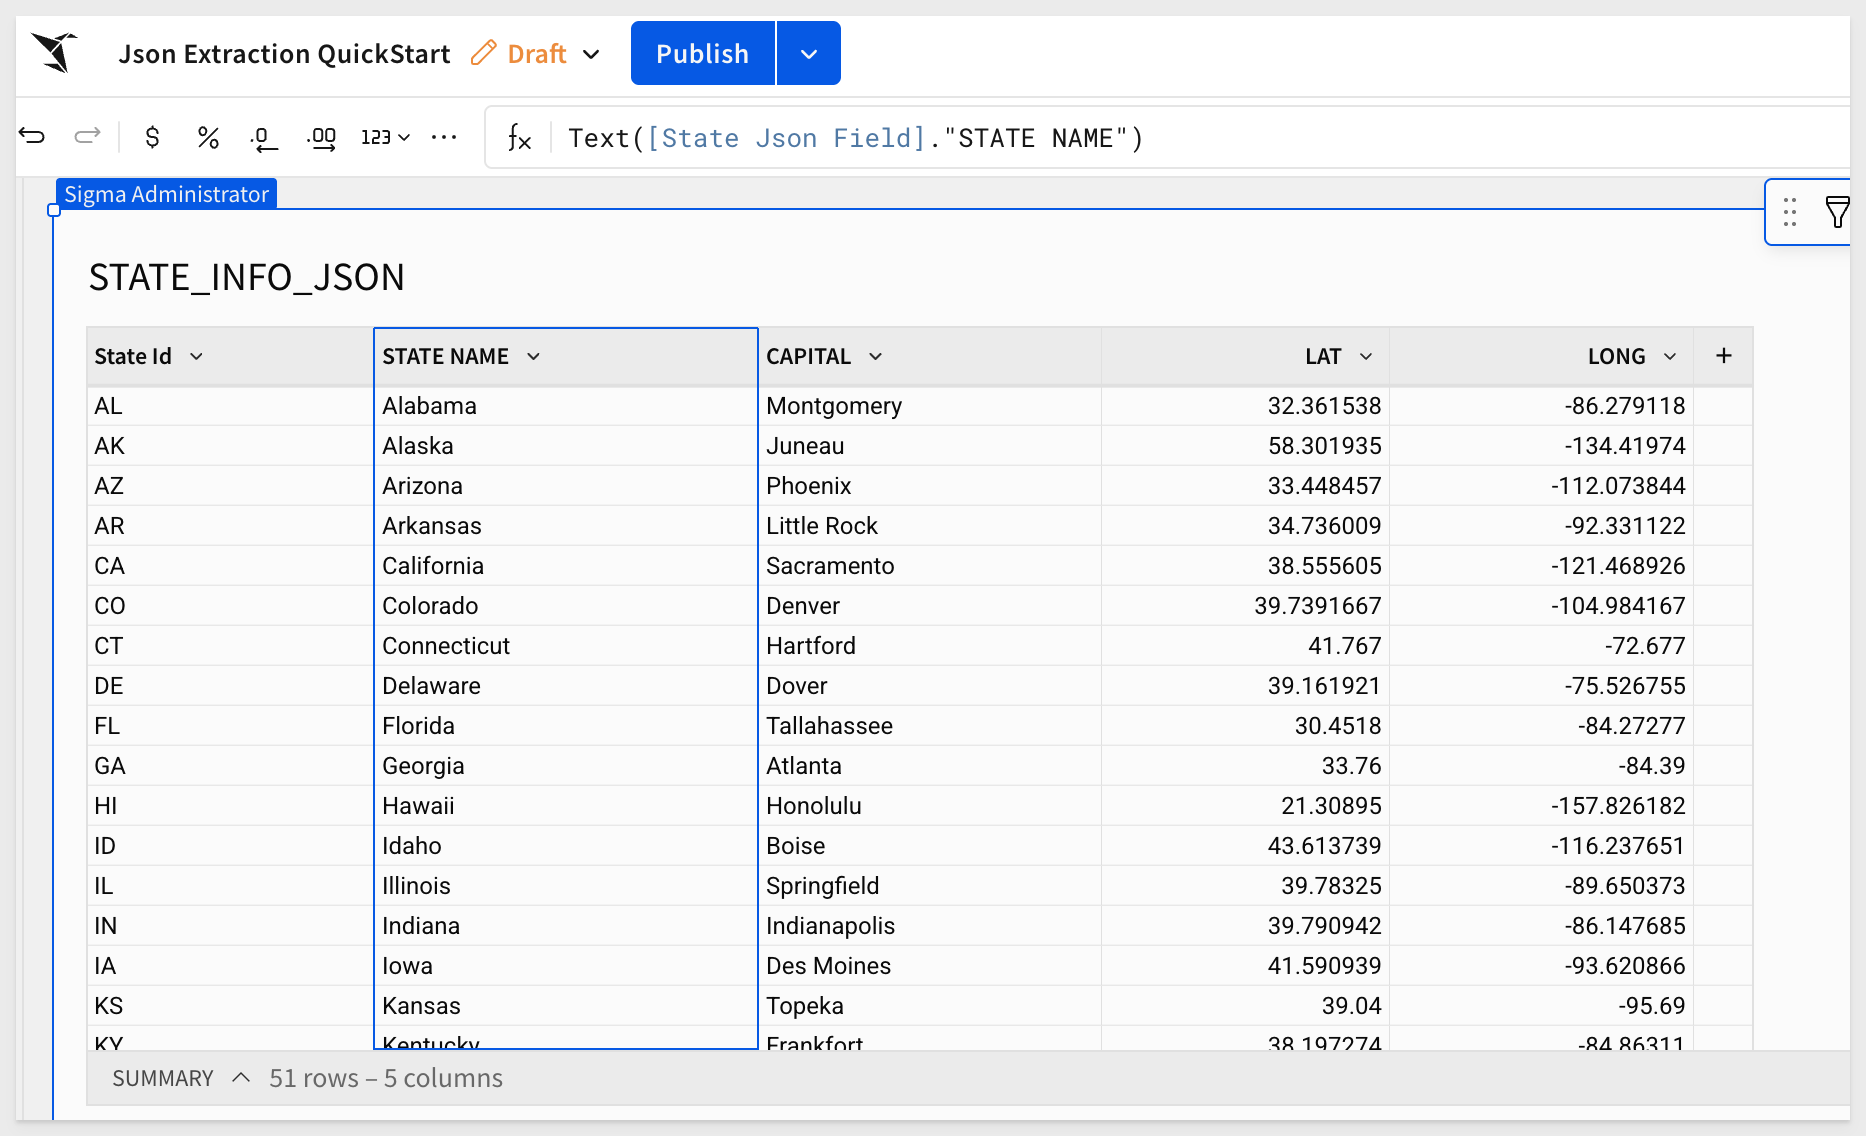 Json Extraction QuickStart Draft Publish
$ % .0 .00 123 ... fx Text([State Json Field]."STATE NAME")
Sigma Administrator
STATE_INFO_JSON
State Id STATE NAME CAPITAL LAT LONG +
AL Alabama Montgomery 32.361538 -86.279118
AK Alaska Juneau 58.301935 -134.41974
AZ Arizona Phoenix 33.448457 -112.073844
AR Arkansas Little Rock 34.736009 -92.331122
CA California Sacramento 38.555605 -121.468926
CO Colorado Denver 39.7391667 -104.984167
CT Connecticut Hartford 41.767 -72.677
DE Delaware Dover 39.161921 -75.526755
FL Florida Tallahassee 30.4518 -84.27277
GA Georgia Atlanta 33.76 -84.39
HI Hawaii Honolulu 21.30895 -157.826182
ID Idaho Boise 43.613739 -116.237651
IL Illinois Springfield 39.78325 -89.650373
IN Indiana Indianapolis 39.790942 -86.147685
IA Iowa Des Moines 41.590939 -93.620866
KS Kansas Topeka 39.04 -95.69
KY Kentucky Frankfort 38.197274 -84.86311
SUMMARY 51 rows – 5 columns